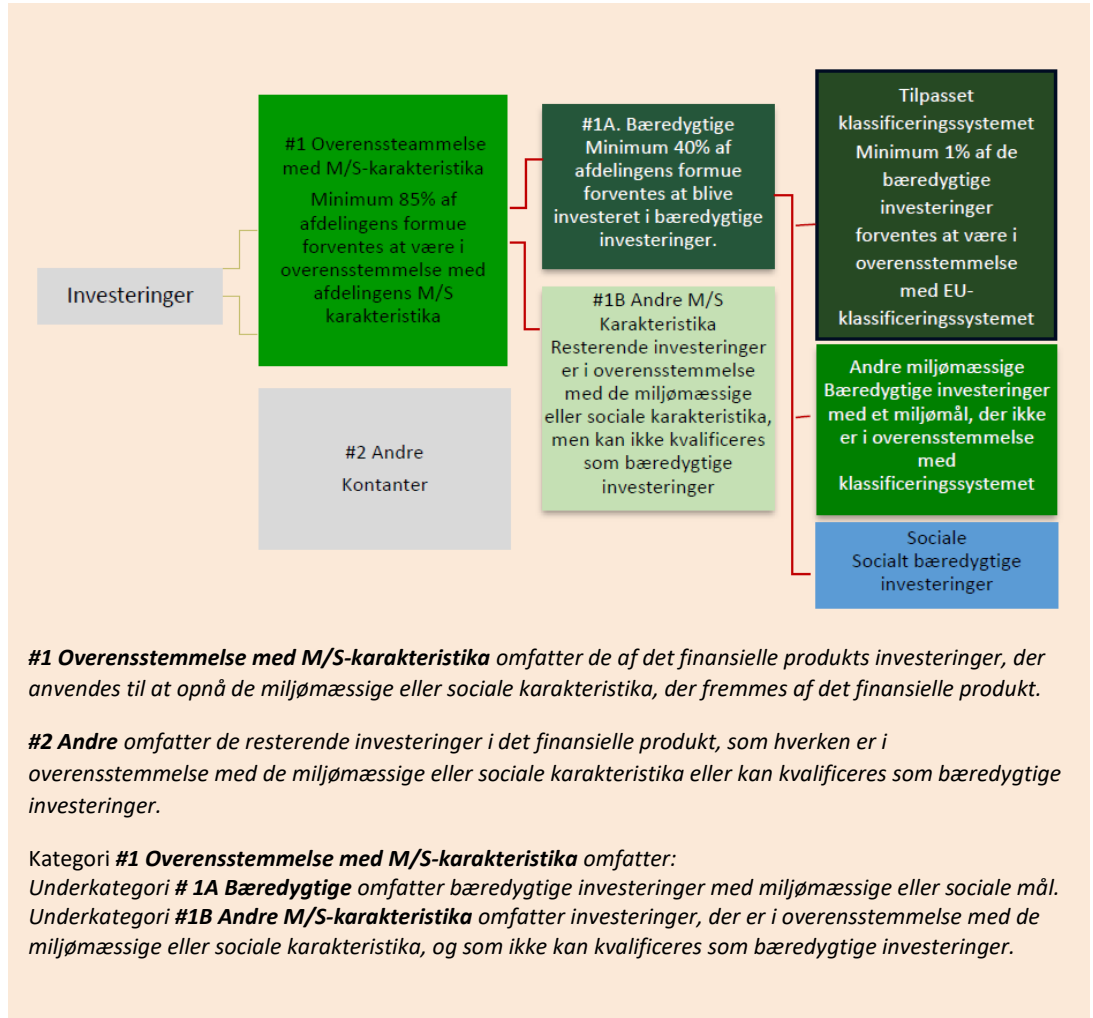 Investeringer
#1 Overenssteammelse
med M/S-karakteristika
Minimum 85% af
afdelingens formue
forventes at være i
overensstemmelse med
afdelingens M/S
karakteristika
#2 Andre
Kontanter
#1A. Bæredygtige
Minimum 40% af
afdelingens formue
forventes at blive
investeret i bæredygtige
investeringer.
#1B Andre M/S
Karakteristika
Resterende investeringer
er i overensstemmelse
med de miljømæssige
eller sociale karakteristika,
men kan ikke kvalificeres
som bæredygtige
investeringer
Tilpasset
klassificeringssystemet
Minimum 1% af de
bæredygtige
investeringer
forventes at være i
overensstemmelse
med EU-
klassificeringssystemet
Andre miljømæssige
Bæredygtige investeringer
med et miljømål, der ikke
er i overensstemmelse
med
klassificeringssystemet
Sociale
Socialt bæredygtige
investeringer
#1 Overensstemmelse med M/S-karakteristika omfatter de af det finansielle produkts investeringer, der
anvendes til at opnå de miljømæssige eller sociale karakteristika, der fremmes af det finansielle produkt.
#2 Andre omfatter de resterende investeringer i det finansielle produkt, som hverken er i
overensstemmelse med de miljømæssige eller sociale karakteristika eller kan kvalificeres som bæredygtige
investeringer.
Kategori #1 Overensstemmelse med M/S-karakteristika omfatter:
Underkategori # 1A Bæredygtige omfatter bæredygtige investeringer med miljømæssige eller sociale mål.
Underkategori #1B Andre M/S-karakteristika omfatter investeringer, der er i overensstemmelse med de
miljømæssige eller sociale karakteristika, og som ikke kan kvalificeres som bæredygtige investeringer.